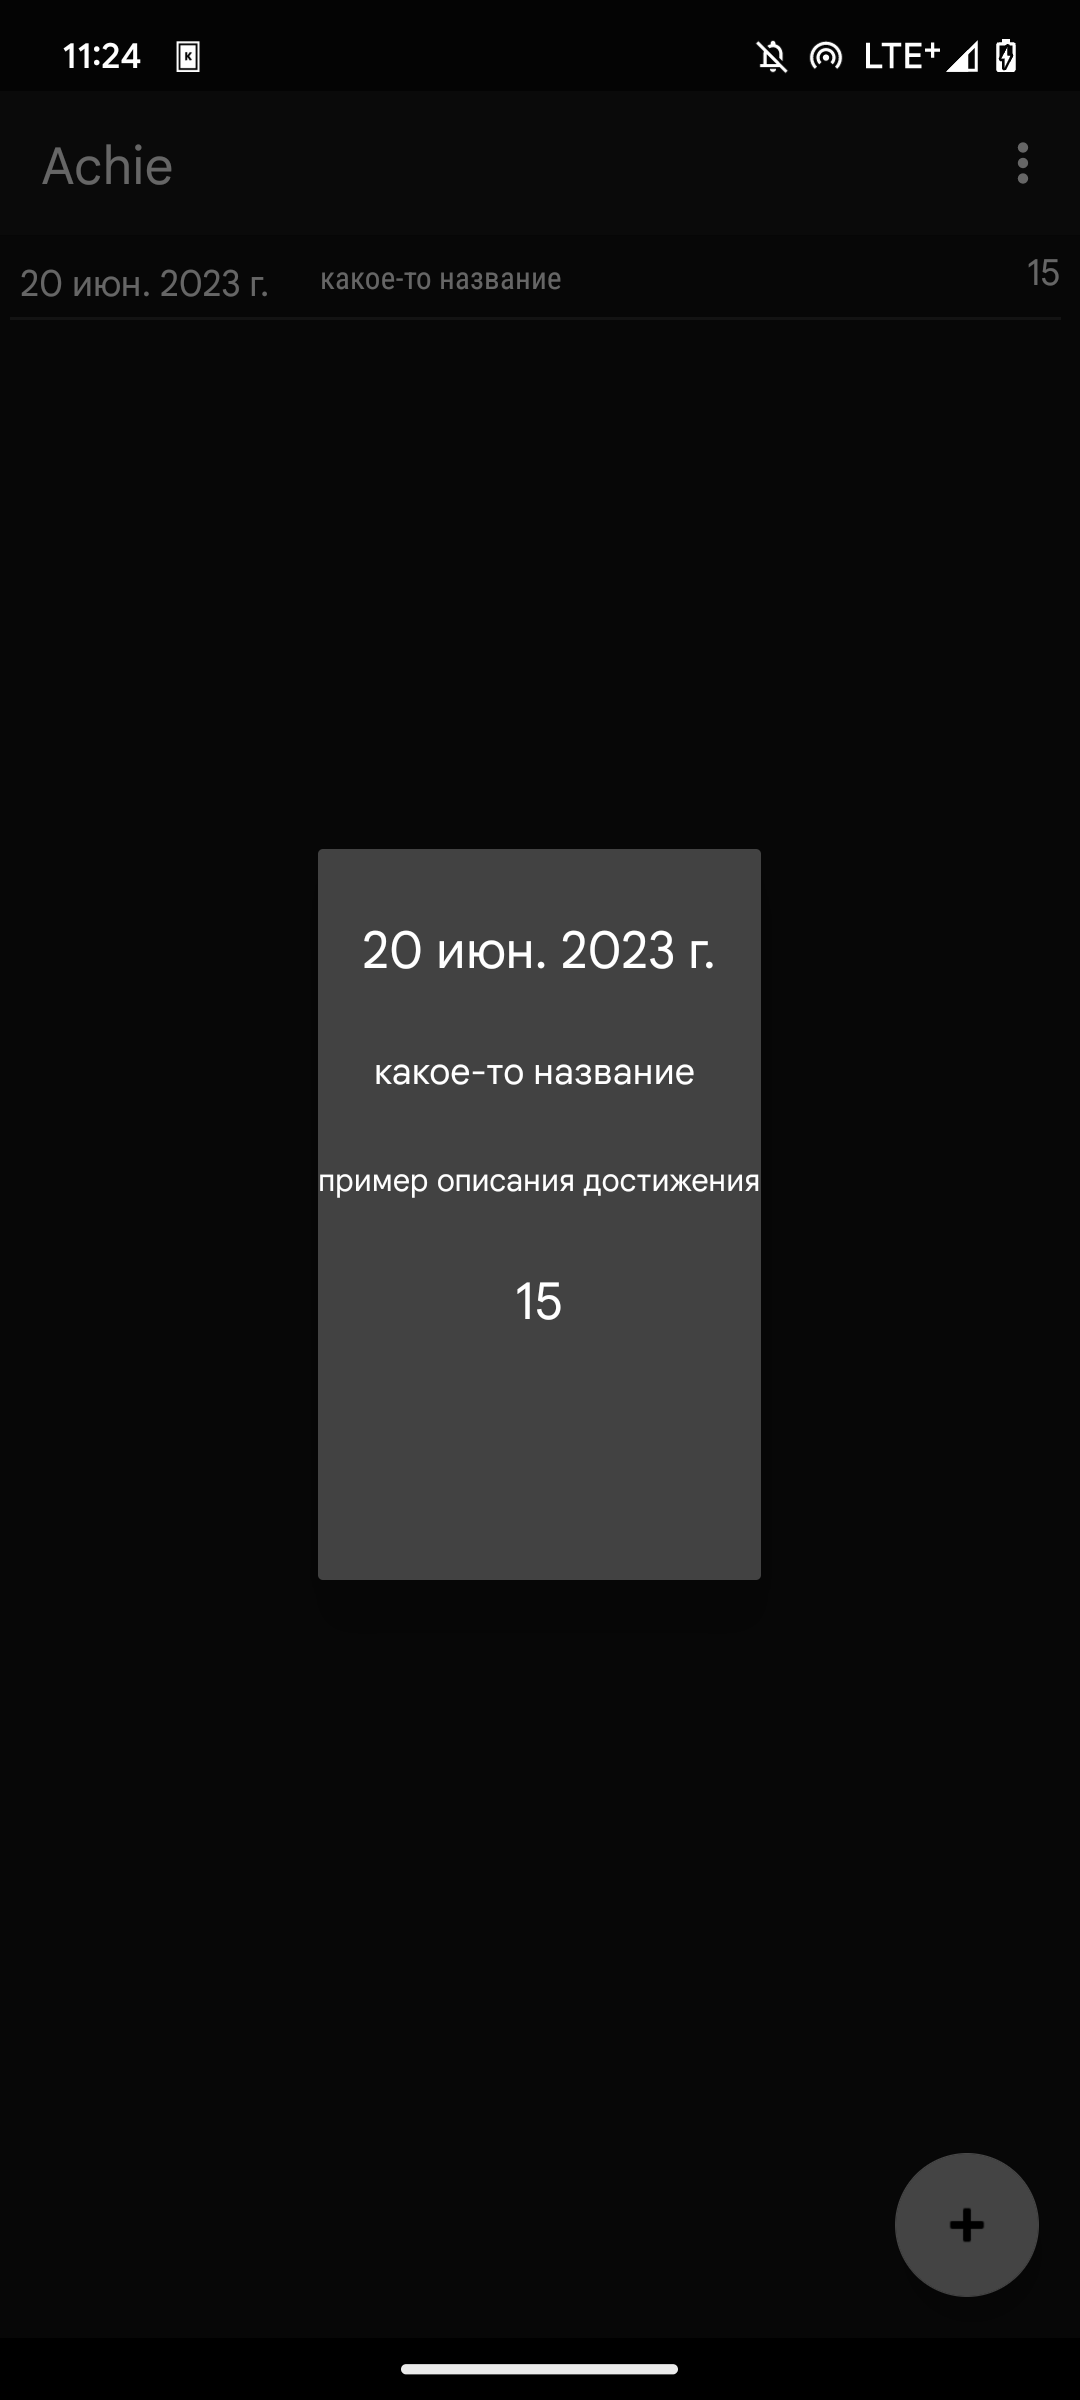 11:24
LTE+
Achie
20 июн. 2023 г. какое-то название 15
20 июн. 2023 г.
какое-то название
пример описания достижения
15